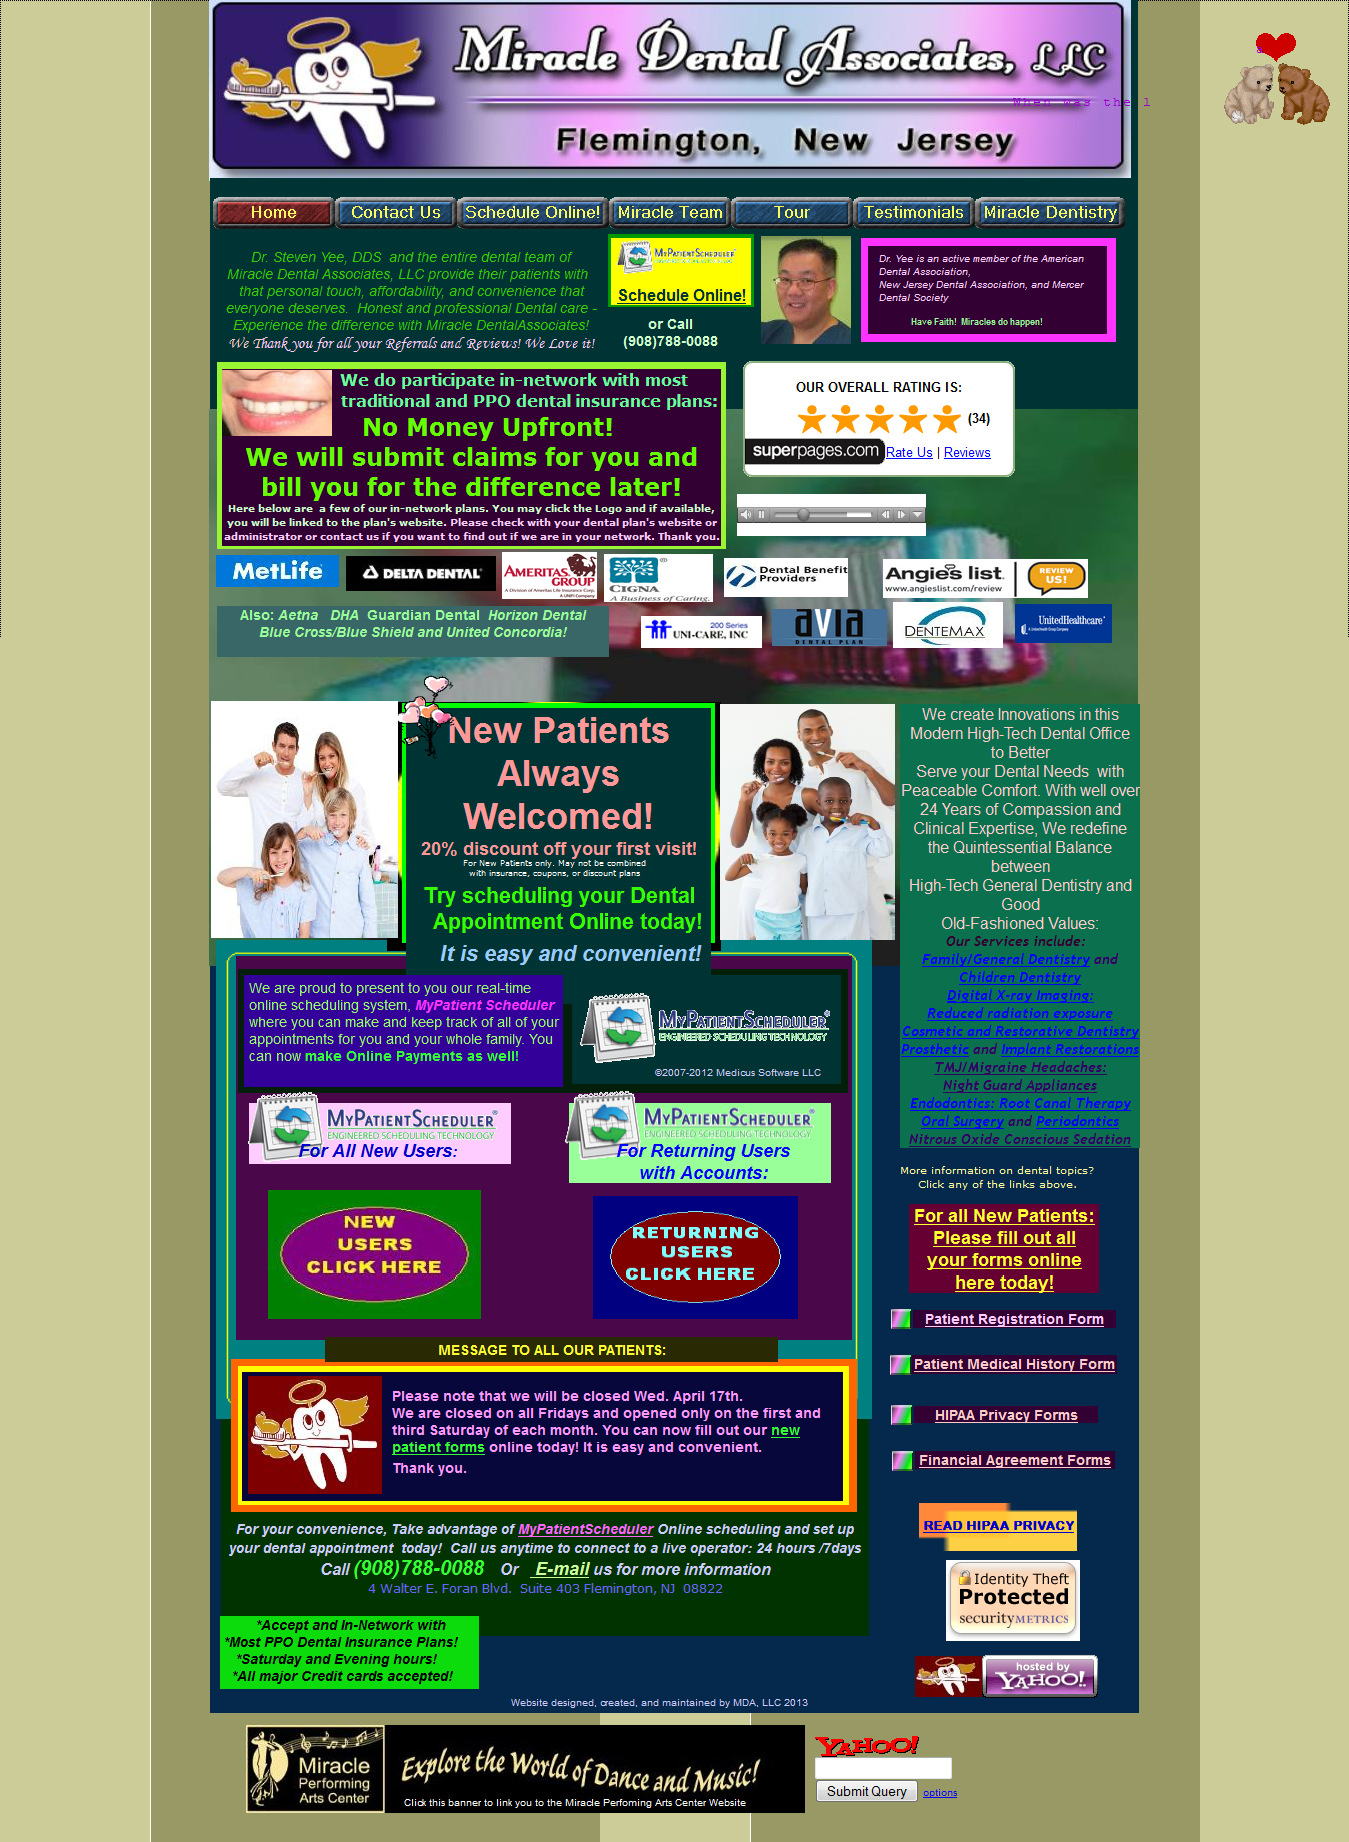 Miracle Dental Associates, LLC
When was the l
Flemington, New Jersey
Home
Contact Us
Schedule Online!
Miracle Team
Tour
Testimonials
Miracle Dentistry
Dr. Steven Yee, DDS and the entire dental team of
Miracle Dental Associates, LLC provide their patients with
that personal touch, affordability, and convenience that
everyone deserves. Honest and professional Dental care -
Experience the difference with Miracle DentalAssociates!
We Thank you for all your Referrals and Reviews! We Love it!
MyPatientScheduler
Schedule Online!
or Call
(908)788-0088
Dr. Yee is an active member of the American
Dental Association,
New Jersey Dental Association, and Mercer
Dental Society
Have Faith! Miracles do happen!
We do participate in-network with most
traditional and PPO dental insurance plans:
No Money Upfront!
We will submit claims for you and
bill you for the difference later!
Here below are a few of our in-network plans. You may click the Logo and if available,
you will be linked to the plan's website. Please check with your dental plan's website or
administrator or contact us if you want to find out if we are in your network. Thank you.
OUR OVERALL RATING IS:
(34)
superpages.com
Rate Us | Reviews
MetLife
DELTA DENTAL
AMERITAS GROUP
A Division of Ameritas Life Insurance Corp.
A UNIFI Company
CIGNA
A Business of Caring.
Dental Benefit
Providers
Angie's list.
www.angieslist.com/review
REVIEW
US!
Also: Aetna DHA Guardian Dental Horizon Dental
Blue Cross/Blue Shield and United Concordia!
200 Series
UNI-CARE, INC
avia
DENTAL PLAN
DENTEMAX
UnitedHealthcare
A UnitedHealth Group Company
New Patients
Always
Welcomed!
20% discount off your first visit!
For New Patients only. May not be combined
with insurance, coupons, or discount plans
Try scheduling your Dental
Appointment Online today!
It is easy and convenient!
We create Innovations in this
Modern High-Tech Dental Office
to Better
Serve your Dental Needs with
Peaceable Comfort. With well over
24 Years of Compassion and
Clinical Expertise, We redefine
the Quintessential Balance
between
High-Tech General Dentistry and
Good
Old-Fashioned Values:
Our Services include:
Family/General Dentistry and
Children Dentistry
Digital X-ray Imaging:
Reduced radiation exposure
Cosmetic and Restorative Dentistry
Prosthetic and Implant Restorations
TMJ/Migraine Headaches:
Night Guard Appliances
Endodontics: Root Canal Therapy
Oral Surgery and Periodontics
Nitrous Oxide Conscious Sedation
We are proud to present to you our real-time
online scheduling system, MyPatient Scheduler
where you can make and keep track of all of your
appointments for you and your whole family. You
can now make Online Payments as well!
MyPatientScheduler
ENGINEERED SCHEDULING TECHNOLOGY
©2007-2012 Medicus Software LLC
MyPatientScheduler
ENGINEERED SCHEDULING TECHNOLOGY
For All New Users:
MyPatientScheduler
ENGINEERED SCHEDULING TECHNOLOGY
For Returning Users
with Accounts:
NEW
USERS
CLICK HERE
RETURNING
USERS
CLICK HERE
More information on dental topics?
Click any of the links above.
For all New Patients:
Please fill out all
your forms online
here today!
Patient Registration Form
Patient Medical History Form
HIPAA Privacy Forms
Financial Agreement Forms
MESSAGE TO ALL OUR PATIENTS:
Please note that we will be closed Wed. April 17th.
We are closed on all Fridays and opened only on the first and
third Saturday of each month. You can now fill out our new
patient forms online today! It is easy and convenient.
Thank you.
For your convenience, Take advantage of MyPatientScheduler Online scheduling and set up
your dental appointment today! Call us anytime to connect to a live operator: 24 hours /7days
Call (908)788-0088 Or E-mail us for more information
4 Walter E. Foran Blvd. Suite 403 Flemington, NJ 08822
READ HIPAA PRIVACY
Identity Theft
Protected
securityMETRICS
*Accept and In-Network with
*Most PPO Dental Insurance Plans!
*Saturday and Evening hours!
*All major Credit cards accepted!
hosted by
YAHOO!
Website designed, created, and maintained by MDA, LLC 2013
Miracle
Performing
Arts Center
Explore the World of Dance and Music!
Click this banner to link you to the Miracle Perfoming Arts Center Website
YAHOO!
Submit Query
options